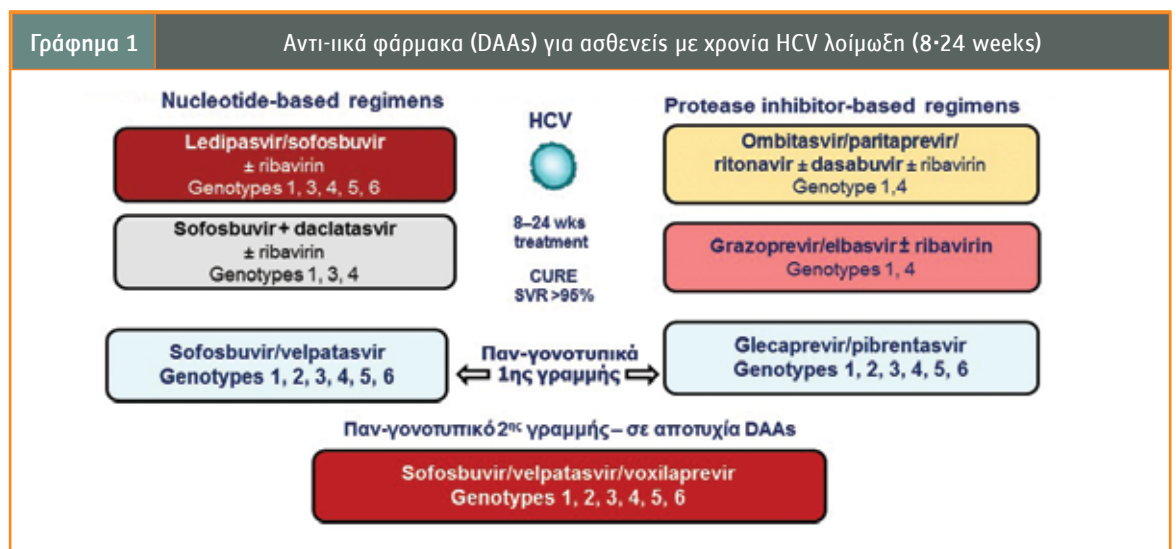 Γράφημα 1
Αντι-ιικά φάρμακα (DAAs) για ασθενείς με χρονία HCV λοίμωξη (8-24 weeks)
Nucleotide-based regimens
Ledipasvir/sofosbuvir
± ribavirin
Genotypes 1, 3, 4, 5, 6
Sofosbuvir+ daclatasvir
± ribavirin
Genotypes 1, 3, 4
HCV
8–24 wks
treatment
CURE
SVR >95%
Protease inhibitor-based regimens
Ombitasvir/paritaprevir/
ritonavir ± dasabuvir ± ribavirin
Genotype 1,4
Grazoprevir/elbasvir ± ribavirin
Genotypes 1, 4
Sofosbuvir/velpatasvir
Genotypes 1, 2, 3, 4, 5, 6
Παν-γονοτυπικά
1ης γραμμής
Glecaprevir/pibrentasvir
Genotypes 1, 2, 3, 4, 5, 6
Παν-γονοτυπικό 2ης γραμμής – σε αποτυχία DAAs
Sofosbuvir/velpatasvir/voxilaprevir
Genotypes 1, 2, 3, 4, 5, 6